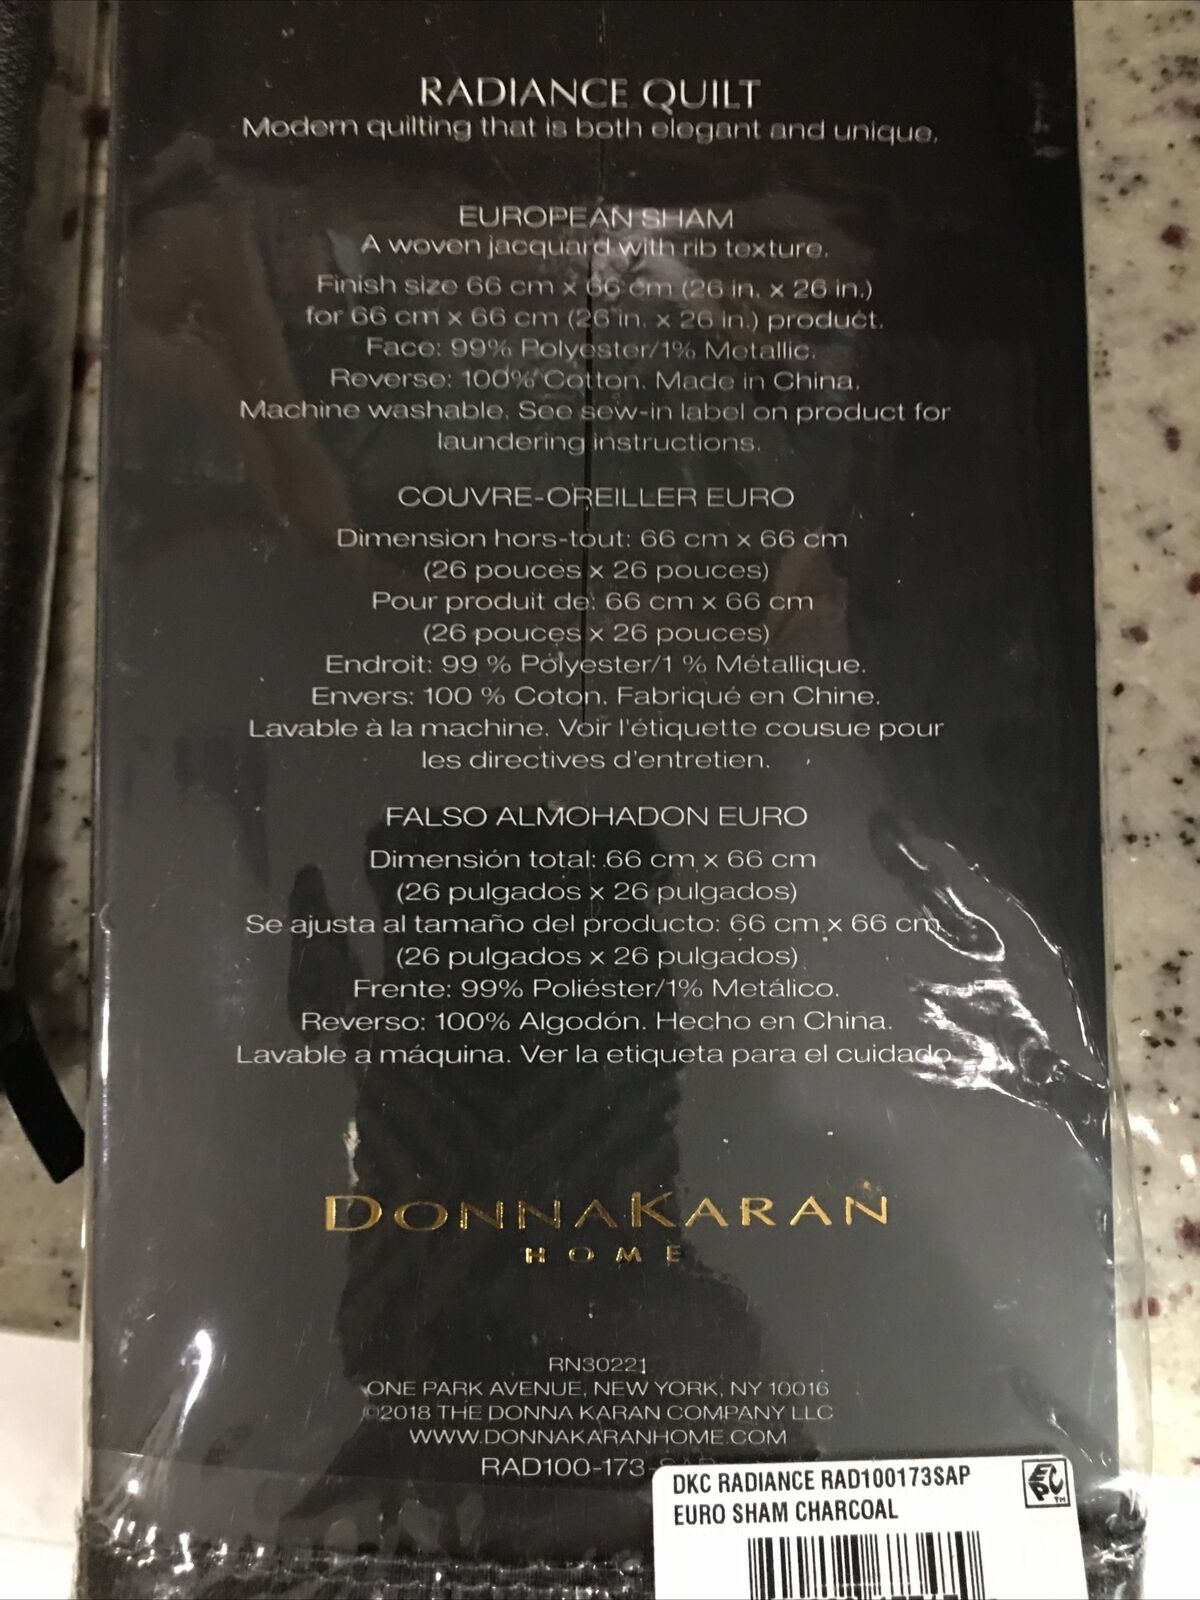 RADIANCE QUILT
Modern quilting that is both elegant and unique.
EUROPEAN SHAM
A woven jacquard with rib texture.
Finish size 66 cm x 66 cm (26 in. x 26 in.)
for 66 cm x 66 cm (26 in. x 26 in.) product.
Face: 99% Polyester/1% Metallic.
Reverse: 100% Cotton. Made in China.
Machine washable. See sew-in label on product for
laundering instructions.
COUVRE-OREILLER EURO
Dimension hors-tout: 66 cm x 66 cm
(26 pouces x 26 pouces)
Pour produit de: 66 cm x 66 cm
(26 pouces x 26 pouces)
Endroit: 99 % Polyester/1 % Métallique.
Envers: 100 % Coton. Fabriqué en Chine.
Lavable à la machine. Voir l'étiquette cousue pour
les directives d'entretien.
FALSO ALMOHADON EURO
Dimensión total: 66 cm x 66 cm
(26 pulgados x 26 pulgados)
Se ajusta al tamaño del producto: 66 cm x 66 cm
(26 pulgados x 26 pulgados)
Frente: 99% Poliéster/1% Metálico.
Reverso: 100% Algodón. Hecho en China.
Lavable a máquina. Ver la etiqueta para el cuidado
DONNAKARAN
HOME
RN30221
ONE PARK AVENUE, NEW YORK, NY 10016
©2018 THE DONNA KARAN COMPANY LLC
WWW.DONNAKARANHOME.COM
RAD100-173-
DKC RADIANCE RAD100173SAP
EURO SHAM CHARCOAL
EPC TM